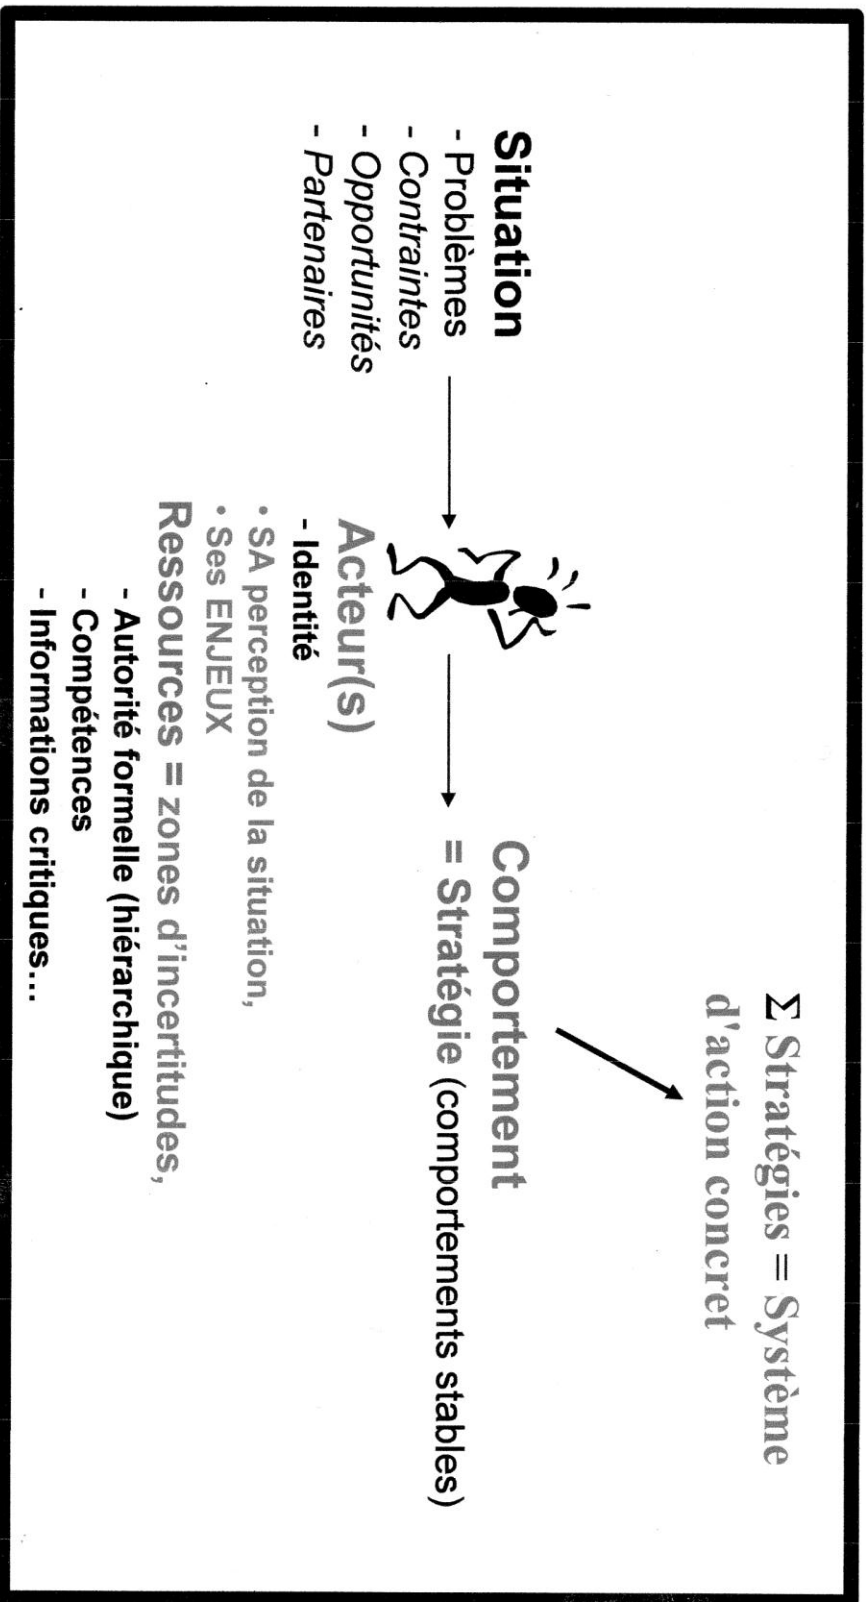 Σ Stratégies = Système
d'action concret
Situation
- Problèmes
- Contraintes
- Opportunités
- Partenaires
Acteur(s)
- Identité
• SA perception de la situation,
• Ses ENJEUX
Ressources = zones d'incertitudes,
- Autorité formelle (hiérarchique)
- Compétences
- Informations critiques...
Comportement
= Stratégie (comportements stables)